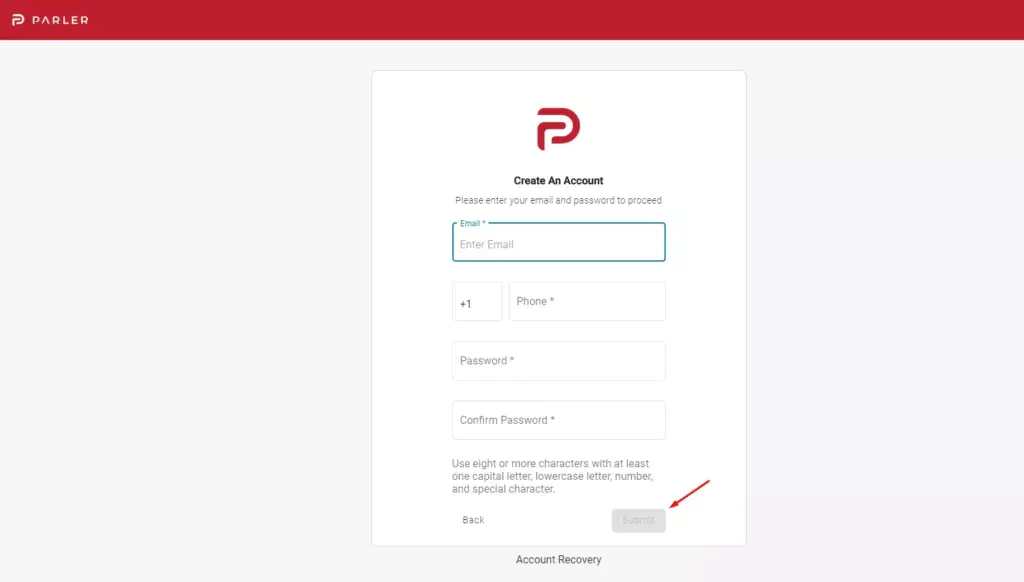 PARLER
Create An Account
Please enter your email and password to proceed
Email *
Enter Email
+1
Phone *
Password *
Confirm Password *
Use eight or more characters with at least
one capital letter, lowercase letter, number,
and special character.
Back
Submit
Account Recovery